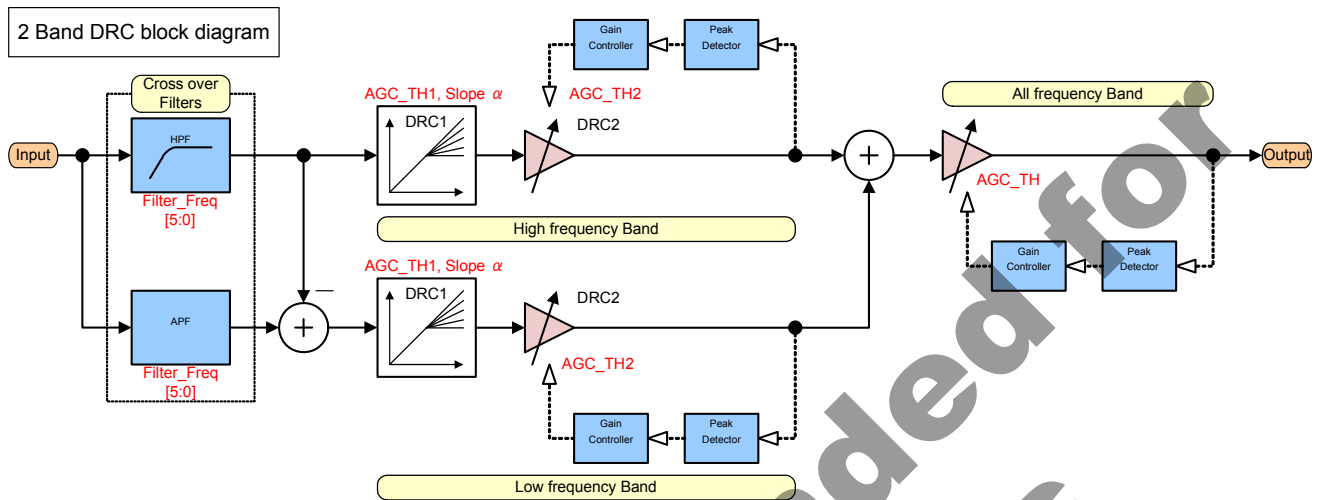 2 Band DRC block diagram
Cross over
Filters
Input
HPF
Filter_Freq
[5:0]
APF
Filter_Freq
[5:0]
AGC_TH1, Slope α
DRC1
Gain
Controller
Peak
Detector
AGC_TH2
DRC2
High frequency Band
AGC_TH1, Slope α
DRC1
DRC2
AGC_TH2
Gain
Controller
Peak
Detector
Low frequency Band
+
−
+
All frequency Band
AGC_TH
Gain
Controller
Peak
Detector
Output
for